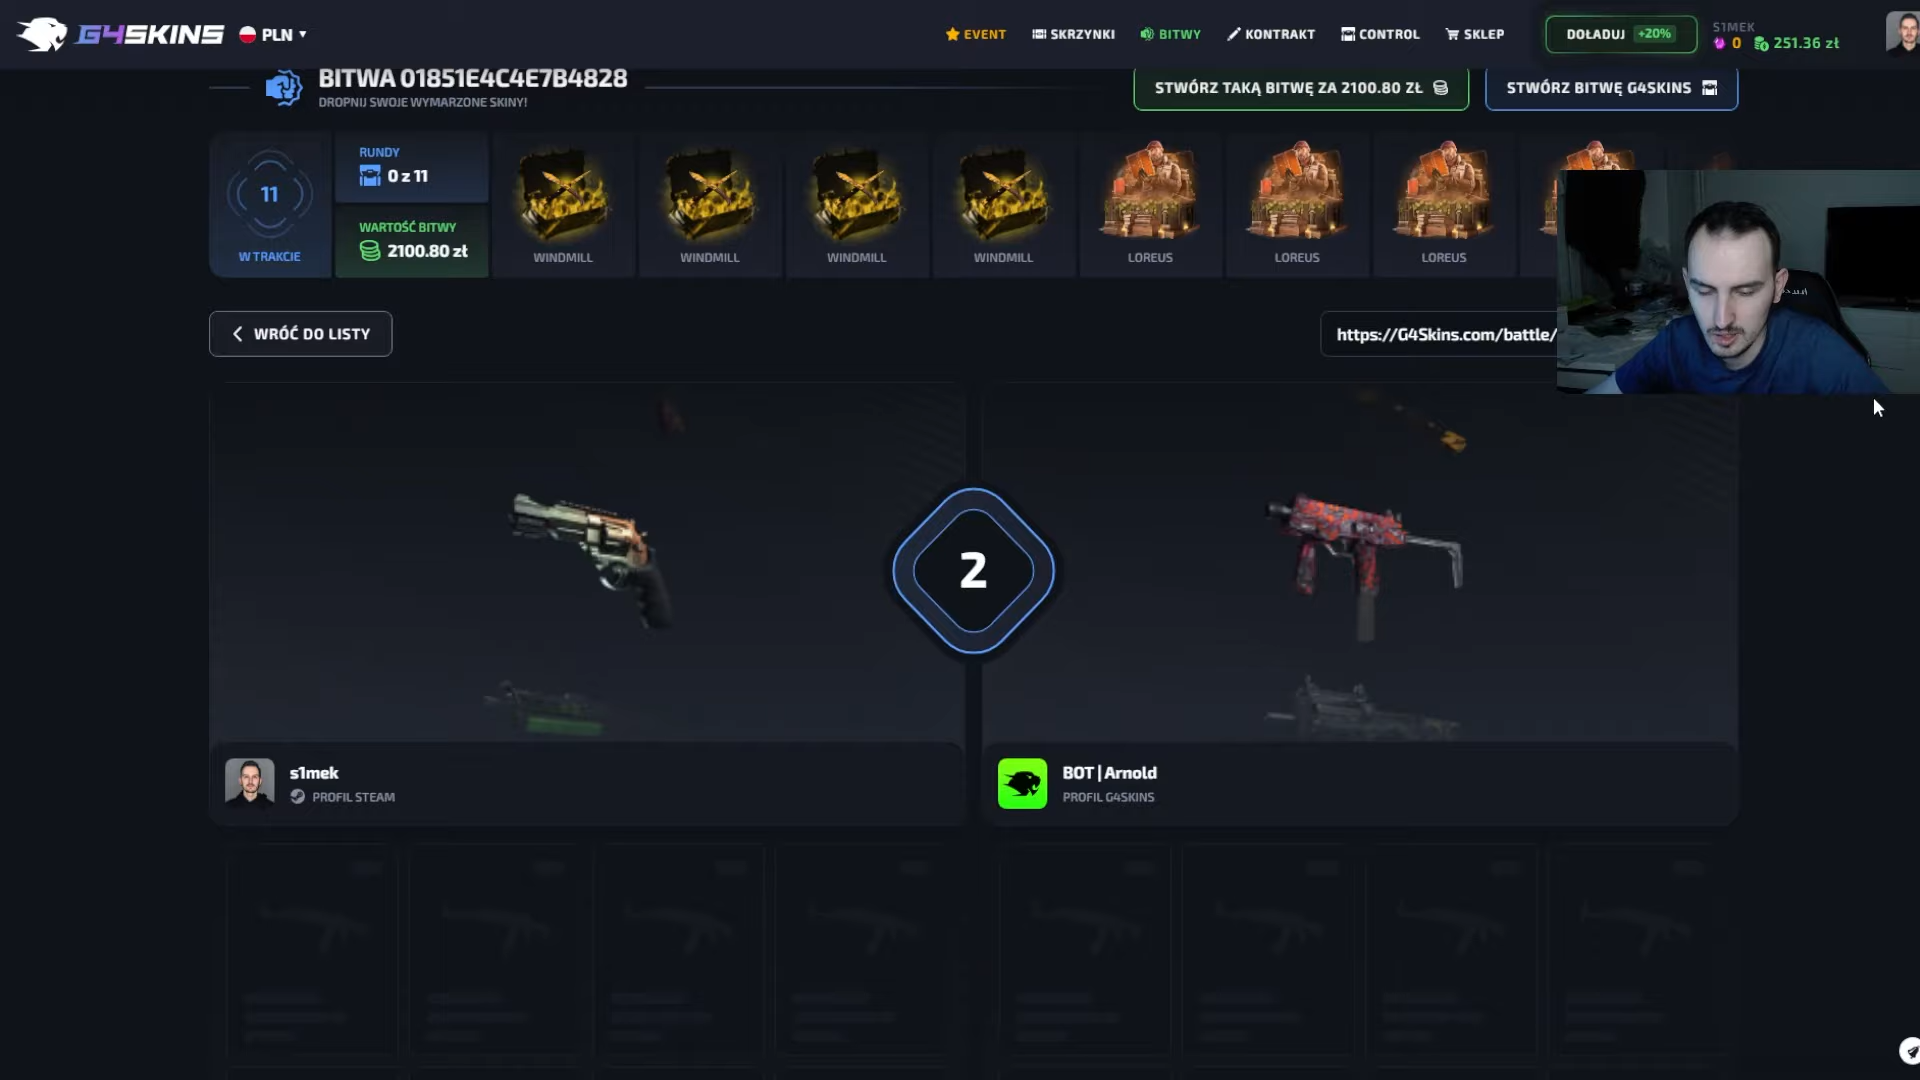 G4SKINS
PLN
EVENT
SKRZYNKI
BITWY
KONTRAKT
CONTROL
SKLEP
DOŁADUJ +20%
S1MEK
0 251.36 zł
BITWA 01851E4C4E7B4828
DROPNIJ SWOJE WYMARZONE SKINY!
STWÓRZ TAKĄ BITWĘ ZA 2100.80 ZŁ
STWÓRZ BITWĘ G4SKINS
11
W TRAKCIE
RUNDY
0 z 11
WARTOŚĆ BITWY
2100.80 zł
WINDMILL
WINDMILL
WINDMILL
WINDMILL
LOREUS
LOREUS
LOREUS
WRÓĆ DO LISTY
https://G4Skins.com/battle/
2
s1mek
PROFIL STEAM
BOT | Arnold
PROFIL G4SKINS